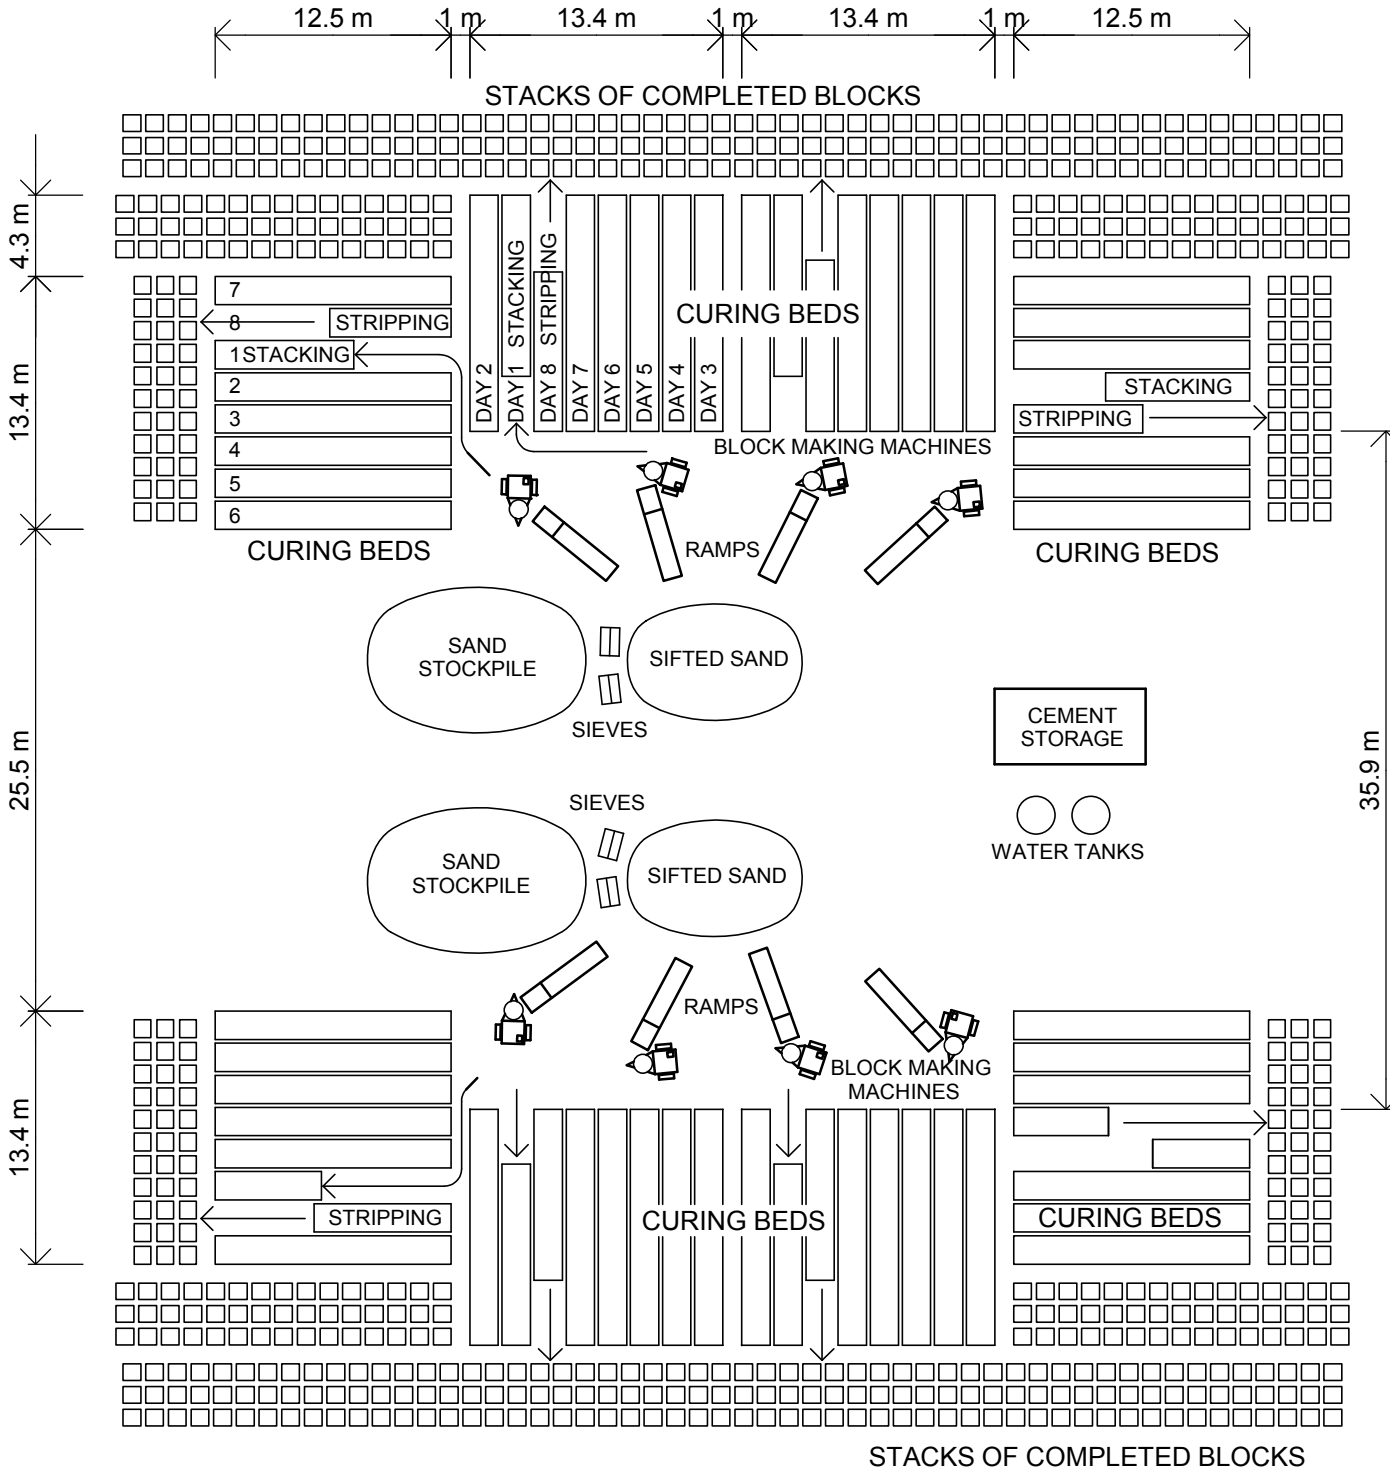 12.5 m
1 m
13.4 m
1 m
13.4 m
1 m
12.5 m
STACKS OF COMPLETED BLOCKS
4.3 m
13.4 m
25.5 m
13.4 m
35.9 m
7
8
STRIPPING
1 STACKING
2
3
4
5
6
CURING BEDS
DAY 2
DAY 1
STACKING
DAY 8
STRIPPING
DAY 7
DAY 6
DAY 5
DAY 4
DAY 3
CURING BEDS
STACKING
STRIPPING
CURING BEDS
BLOCK MAKING MACHINES
RAMPS
SAND
STOCKPILE
SIEVES
SIFTED SAND
CEMENT
STORAGE
WATER TANKS
SIEVES
SAND
STOCKPILE
SIFTED SAND
RAMPS
BLOCK MAKING
MACHINES
STRIPPING
CURING BEDS
CURING BEDS
STACKS OF COMPLETED BLOCKS